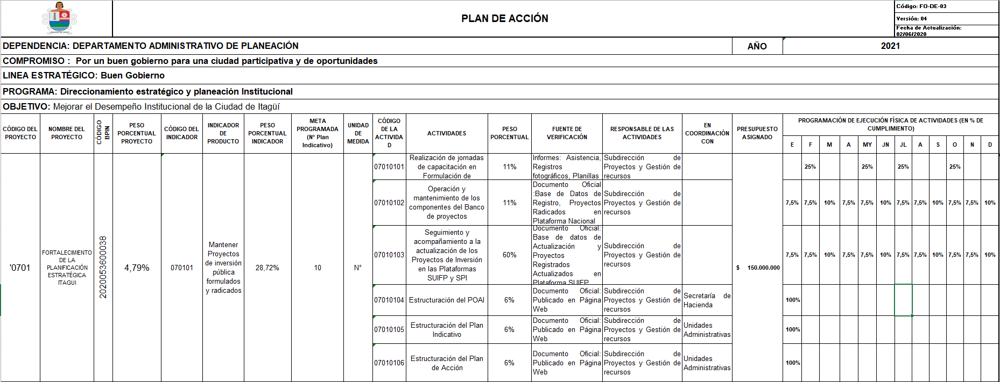 PLAN DE ACCIÓN
Código: FO-DE-03
Versión: 04
Fecha de Actualización:
02/06/2020
DEPENDENCIA: DEPARTAMENTO ADMINISTRATIVO DE PLANEACIÓN
AÑO
2021
COMPROMISO : Por un buen gobierno para una ciudad participativa y de oportunidades
LINEA ESTRATÉGICO: Buen Gobierno
PROGRAMA: Direccionamiento estratégico y planeación Institucional
OBJETIVO: Mejorar el Desempeño Institucional de la Ciudad de Itagüí
CÓDIGO DEL
PROYECTO
NOMBRE DEL
PROYECTO
CÓDIGO
BPIN
PESO
PORCENTUAL
PROYECTO
CÓDIGO DEL
INDICADOR
INDICADOR
DE
PRODUCTO
PESO
PORCENTUAL
INDICADOR
META
PROGRAMADA
(N° Plan
Indicativo)
UNIDAD
DE
MEDIDA
CÓDIGO
DE LA
ACTIVIDA
D
ACTIVIDADES
PESO
PORCENTUAL
FUENTE DE
VERIFICACIÓN
RESPONSABLE DE LAS
ACTIVIDADES
EN
COORDINACIÓN
CON
PRESUPUESTO
ASIGNADO
PROGRAMACIÓN DE EJECUCIÓN FÍSICA DE ACTIVIDADES (EN % DE
CUMPLIMIENTO)
E F M A MY JN JL A S O N D
'0701
FORTALECIMIENTO
DE LA
PLANIFICACIÓN
ESTRATÉGICA
ITAGUI
2020053600038
4,79%
070101
Mantener
Proyectos
de inversión
pública
formulados
y radicados
28,72%
10
N°
07010101
Realización de jornadas
de capacitación en
Formulación de
11%
Informes: Asistencia,
Registros
fotográficos, Planillas
Subdirección de
Proyectos y Gestión de
recursos
25% 25% 25% 25%
07010102
Operación y
mantenimiento de los
componentes del Banco
de proyectos
11%
Documento Oficial
:Base de Datos de
Registro, Proyectos
Radicados en
Plataforma Nacional
Subdirección de
Proyectos y Gestión de
recursos
7,5% 7,5% 10% 7,5% 7,5% 10% 7,5% 7,5% 10% 7,5% 7,5% 10%
07010103
Seguimiento y
acompañamiento a la
actualización de los
Proyectos de Inversión
en las Plataformas
SUIFP y SPI
60%
Documento Oficial:
Base de datos de
Actualización y
Proyectos
Registrados
Actualizados en
Plataforma SUIFP
Subdirección de
Proyectos y Gestión de
recursos
7,5% 7,5% 10% 7,5% 7,5% 10% 7,5% 7,5% 10% 7,5% 7,5% 10%
$ 150.000.000
07010104
Estructuración del POAI
6%
Documento Oficial:
Publicado en Página
Web
Subdirección de
Proyectos y Gestión de
recursos
Secretaría de
Hacienda
100%
07010105
Estructuración del Plan
Indicativo
6%
Documento Oficial:
Publicado en Página
Web
Subdirección de
Proyectos y Gestión de
recursos
Unidades
Administrativas
100%
07010106
Estructuración del Plan
de Acción
6%
Documento Oficial:
Publicado en Página
Web
Subdirección de
Proyectos y Gestión de
recursos
Unidades
Administrativas
100%